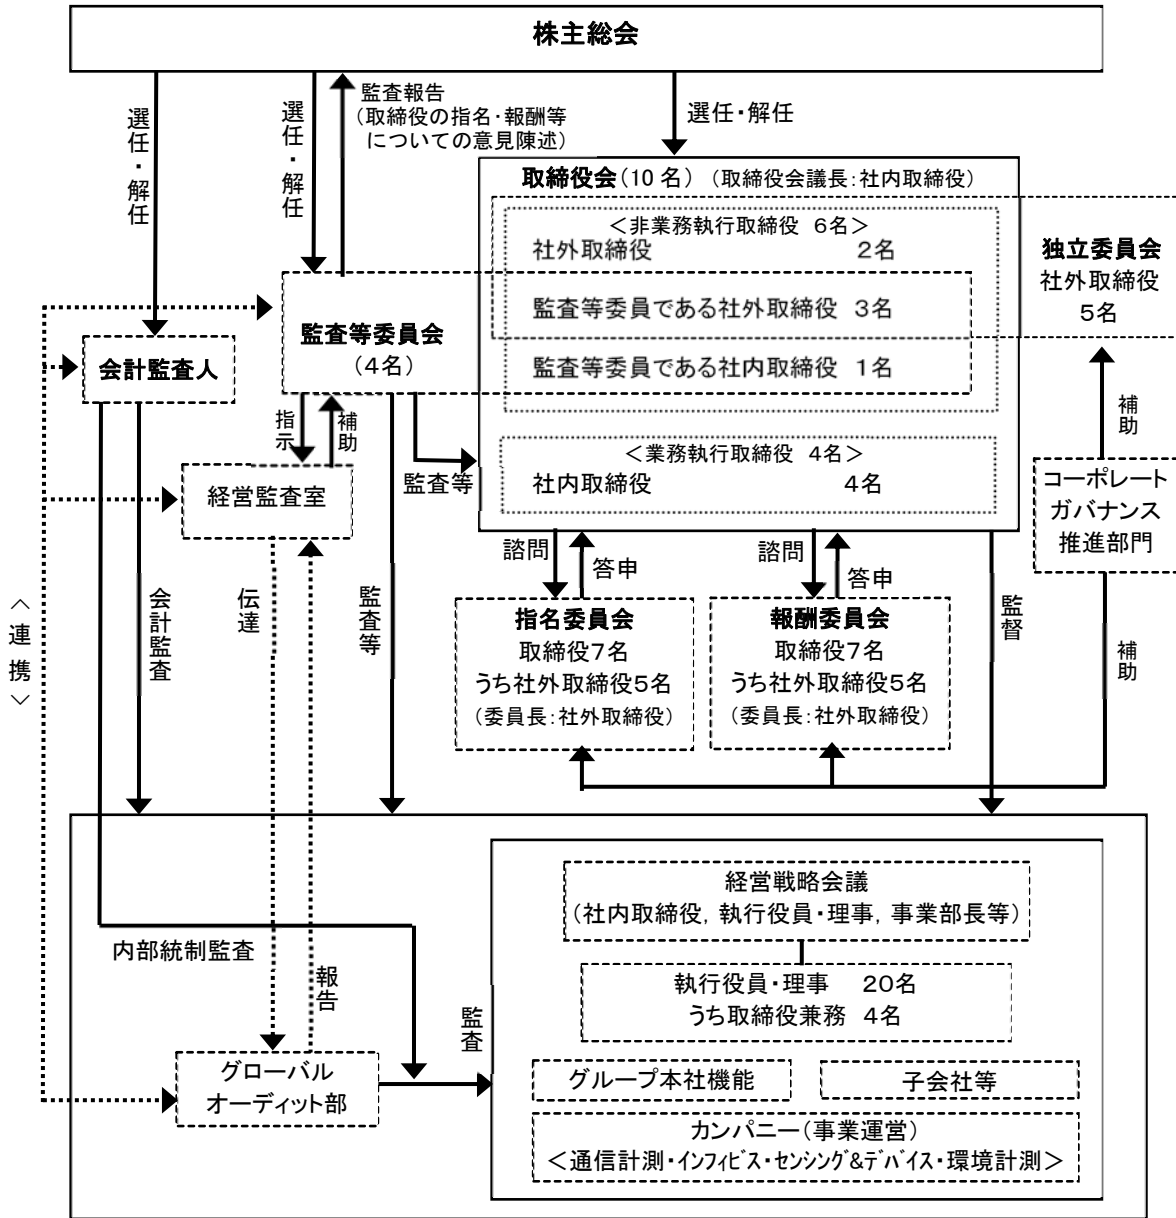 株主総会
選任・解任
選任・解任
監査報告
(取締役の指名・報酬等
についての意見陳述)
選任・解任
取締役会(10名) (取締役会議長:社内取締役)
<非業務執行取締役 6名>
社外取締役 2名
監査等委員である社外取締役 3名
監査等委員である社内取締役 1名
独立委員会
社外取締役
5名
監査等委員会
(4名)
会計監査人
指示
補助
監査等
<業務執行取締役 4名>
社内取締役 4名
補助
経営監査室
コーポレート
ガバナンス
推進部門
諮問
答申
諮問
答申
<連携>
会計監査
伝達
監査等
指名委員会
取締役7名
うち社外取締役5名
(委員長:社外取締役)
報酬委員会
取締役7名
うち社外取締役5名
(委員長:社外取締役)
監督
補助
経営戦略会議
(社内取締役, 執行役員・理事, 事業部長等)
内部統制監査
報告
執行役員・理事 20名
うち取締役兼務 4名
監査
グローバル
オーディット部
グループ本社機能
子会社等
カンパニー(事業運営)
<通信計測・インフィビス・センシング&デバイス・環境計測>